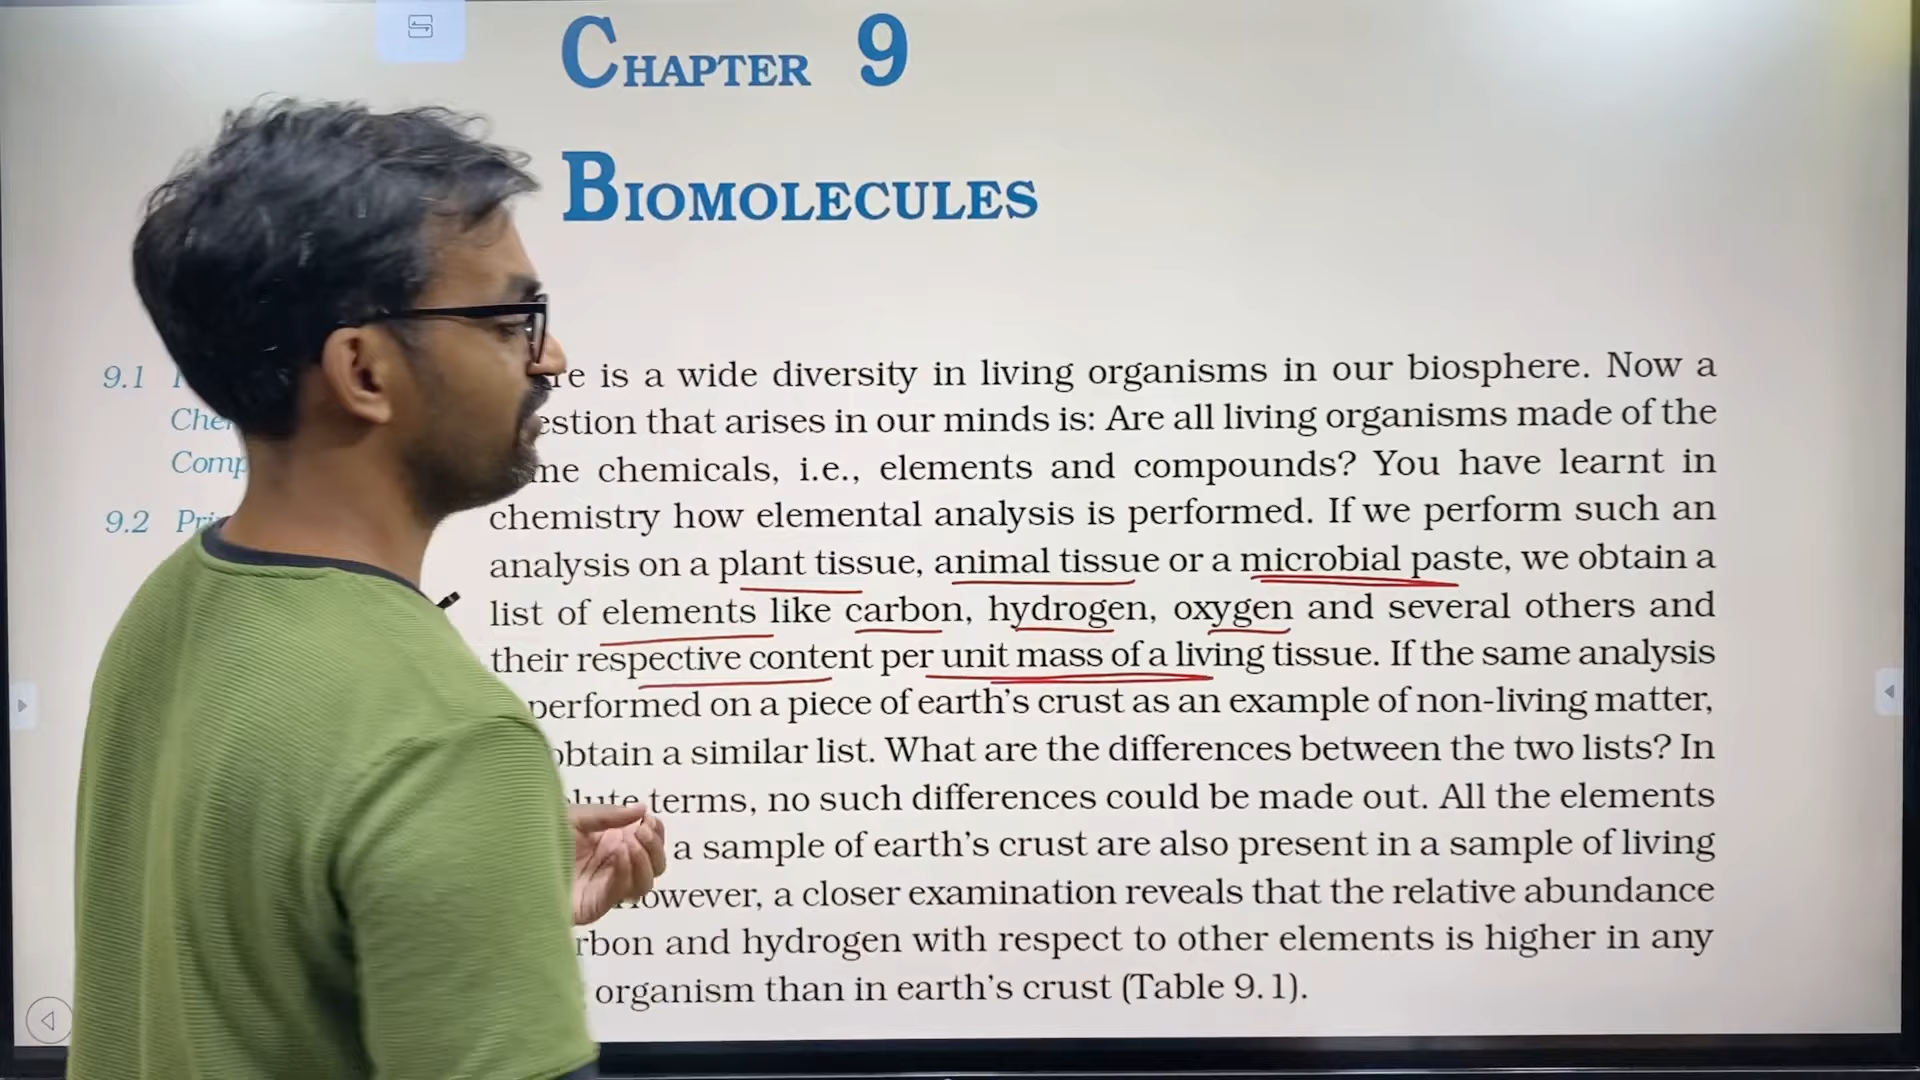 CHAPTER 9
BIOMOLECULES
9.1
9.2
is a wide diversity in living organisms in our biosphere. Now a
that arises in our minds is: Are all living organisms made of the
chemicals, i.e., elements and compounds? You have learnt in
chemistry how elemental analysis is performed. If we perform such an
analysis on a plant tissue, animal tissue or a microbial paste, we obtain a
list of elements like carbon, hydrogen, oxygen and several others and
their respective content per unit mass of a living tissue. If the same analysis
performed on a piece of earth's crust as an example of non-living matter,
obtain a similar list. What are the differences between the two lists? In
terms, no such differences could be made out. All the elements
a sample of earth's crust are also present in a sample of living
However, a closer examination reveals that the relative abundance
and hydrogen with respect to other elements is higher in any
organism than in earth's crust (Table 9.1).